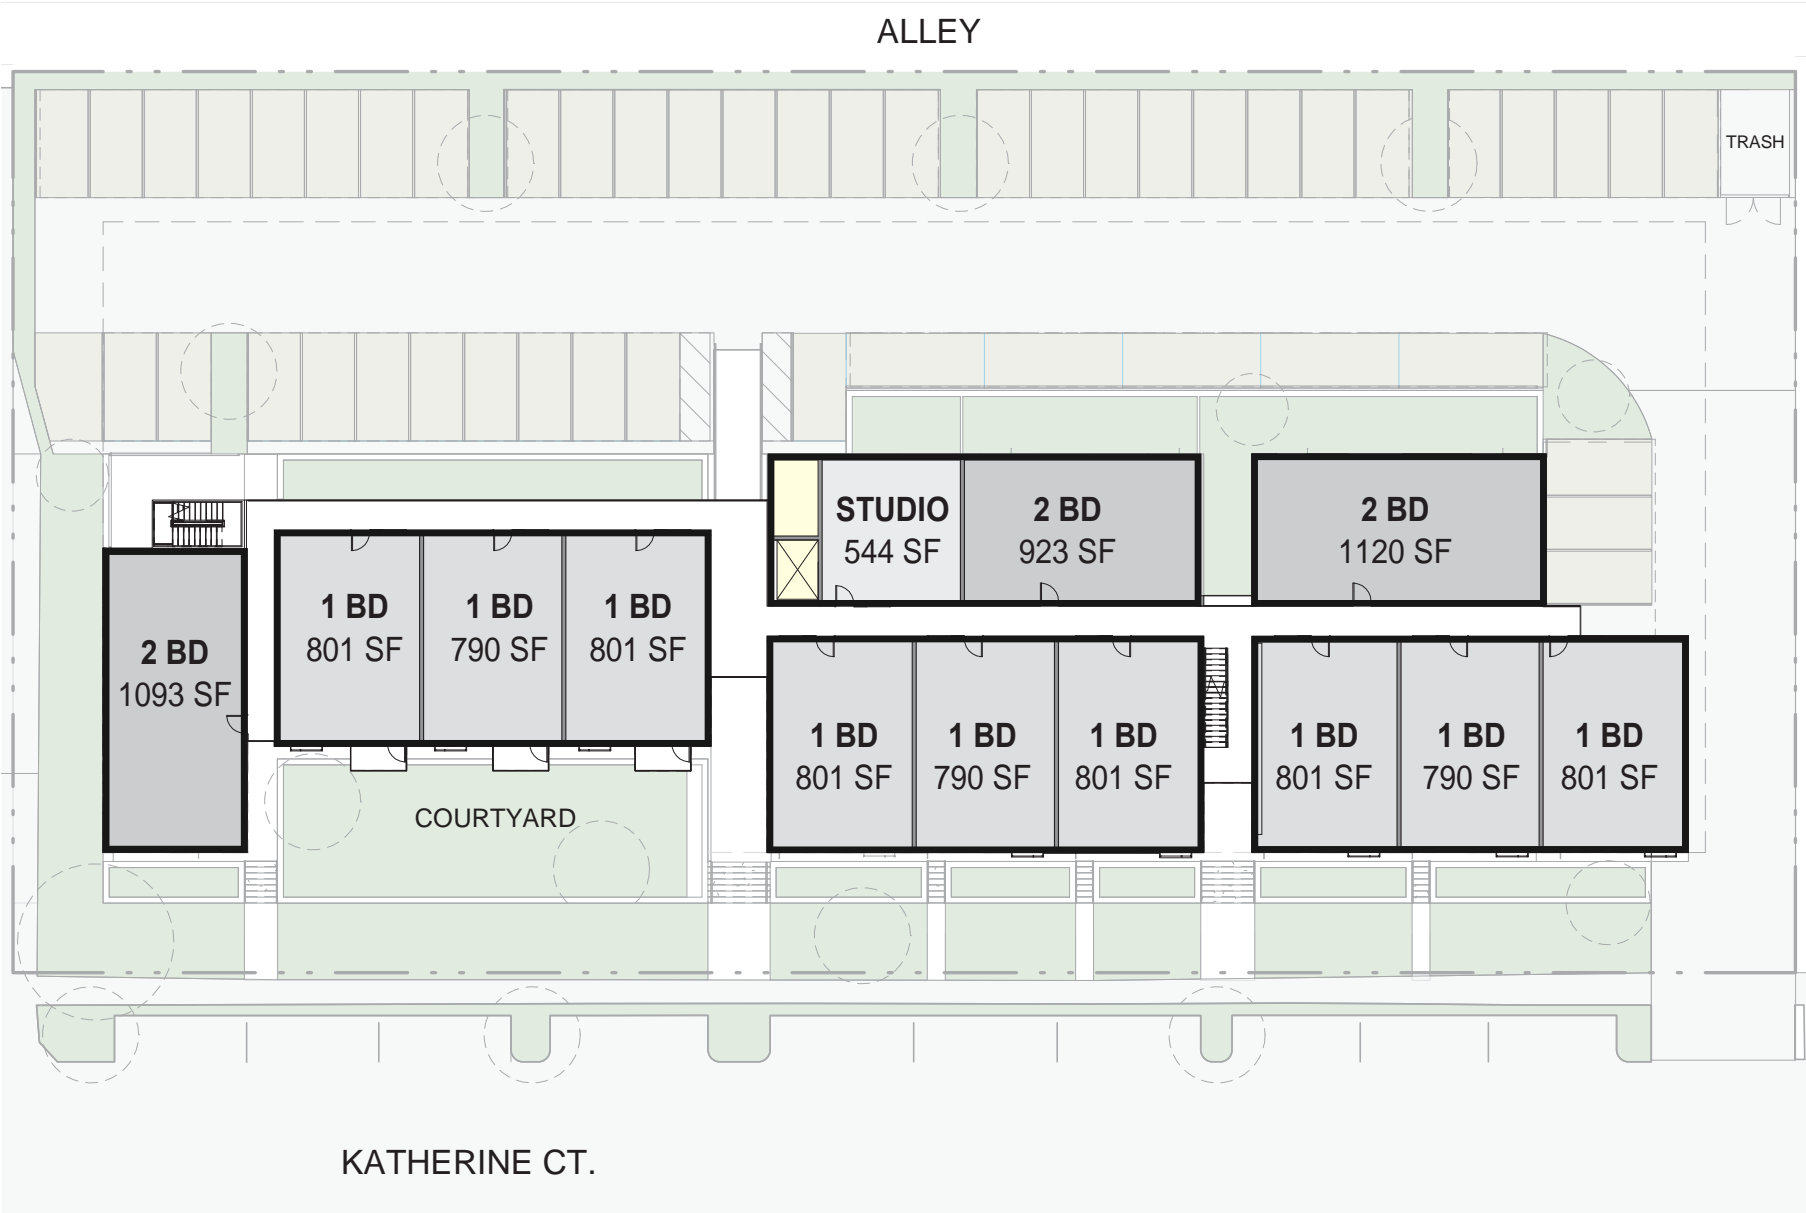 ALLEY
TRASH
STUDIO
544 SF
2 BD
923 SF
2 BD
1120 SF
2 BD
1093 SF
1 BD
801 SF
1 BD
790 SF
1 BD
801 SF
1 BD
801 SF
1 BD
790 SF
1 BD
801 SF
1 BD
801 SF
1 BD
790 SF
1 BD
801 SF
COURTYARD
KATHERINE CT.